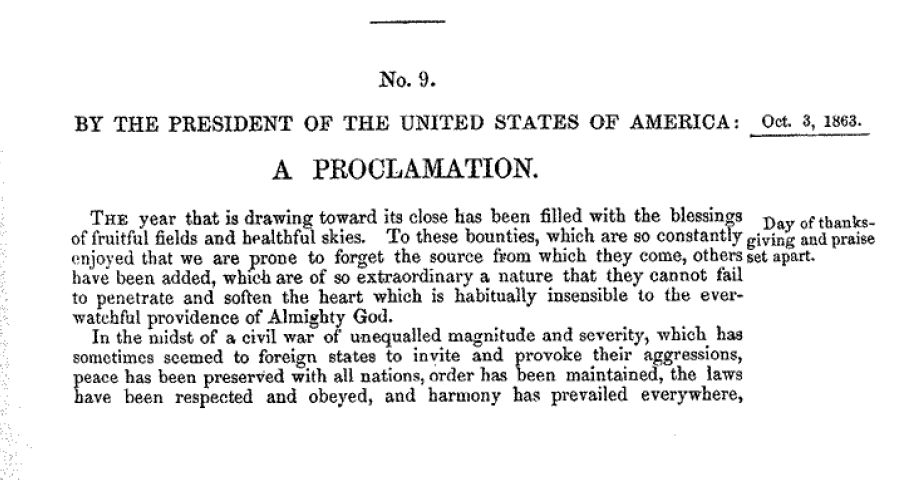 No. 9.
BY THE PRESIDENT OF THE UNITED STATES OF AMERICA:
Oct. 3, 1863.
A PROCLAMATION.
THE year that is drawing toward its close has been filled with the blessings
of fruitful fields and healthful skies. To these bounties, which are so constantly
enjoyed that we are prone to forget the source from which they come, others
have been added, which are of so extraordinary a nature that they cannot fail
to penetrate and soften the heart which is habitually insensible to the ever-
watchful providence of Almighty God.
In the midst of a civil war of unequalled magnitude and severity, which has
sometimes seemed to foreign states to invite and provoke their aggressions,
peace has been preserved with all nations, order has been maintained, the laws
have been respected and obeyed, and harmony has prevailed everywhere,
Day of thanks-
giving and praise
set apart.